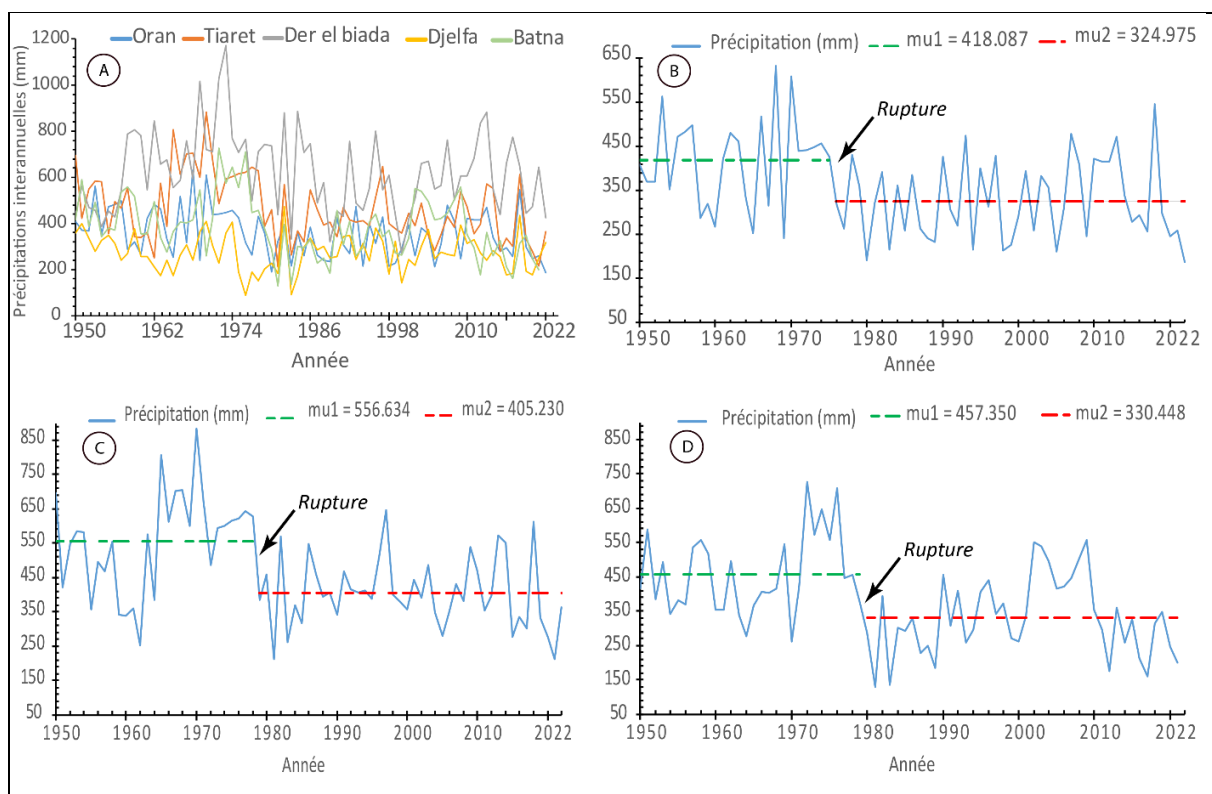 Oran Tiaret Der el biada Djelfa Batna
A
Précipitations interannuelles (mm)
1200
1000
800
600
400
200
0
1950 1962 1974 1986 1998 2010 2022
Année
Précipitation (mm) mu1 = 418.087 mu2 = 324.975
B
Rupture
650
550
450
350
250
150
50
1950 1960 1970 1980 1990 2000 2010 2022
Année
Précipitation (mm) mu1 = 556.634 mu2 = 405.230
C
Rupture
850
750
650
550
450
350
250
150
50
1950 1960 1970 1980 1990 2000 2010 2022
Année
Précipitation (mm) mu1 = 457.350 mu2 = 330.448
D
Rupture
850
750
650
550
450
350
250
150
50
1950 1960 1970 1980 1990 2000 2010 2022
Année